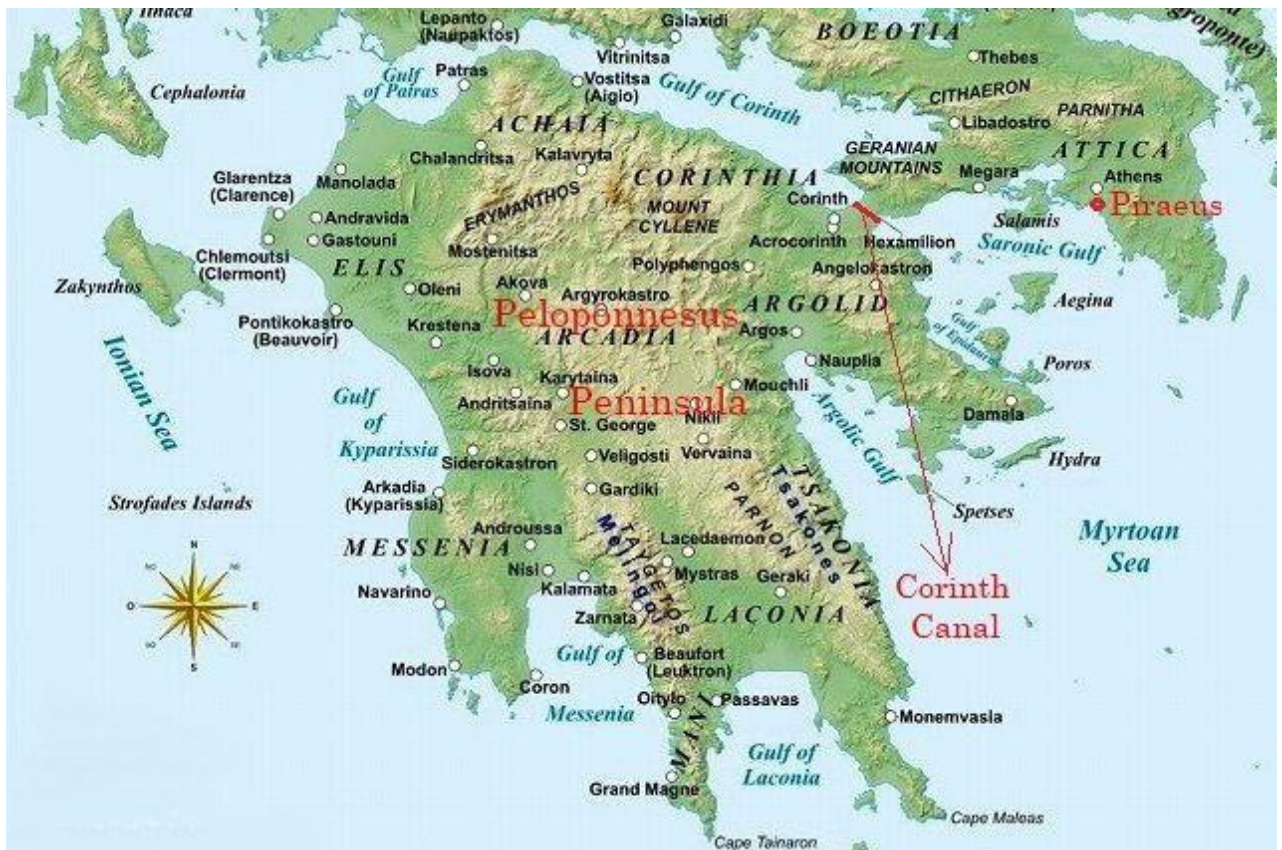 Ithaca
Lepanto
(Naupaktos)
Galaxidi
Vitrinitsa
BOEOTIA
groponte)
Thebes
Cephalonia
Gulf
of Patras
Patras
Vostitsa
(Aigio)
Gulf of Corinth
CITHAERON
PARNITHA
Libadostro
ACHAIA
Chalandritsa
Kalavryta
GERANIAN
MOUNTAINS
ATTICA
Megara
Athens
Glarentza
(Clarence)
Manolada
CORINTHIA
Corinth
Piraeus
Salamis
Saronic Gulf
Andravida
Gastouni
ERYMANTHOS
MOUNT
CYLLENE
Acrocorinth
Hexamilion
Chlemoutsi
(Clermont)
Mostenitsa
Polyphengos
Angelokastron
ELIS
Zakynthos
Oleni
Akova
Argyrokastro
ARGOLID
Aegina
Peloponnesus
Pontikokastro
(Beauvoir)
Krestena
ARCADIA
Argos
Gulf
of Epidaurus
Ionian Sea
Isova
Karytaina
Nauplia
Poros
Mouchli
Gulf
of
Kyparissia
Andritsaina
Peninsula
Nikli
Argolic Gulf
Damala
St. George
Siderokastron
Veligosti
Vervaina
Hydra
Strofades Islands
Arkadia
(Kyparissia)
Gardiki
TSAKONIA
Tsakones
PARNON
Spetses
Myrtoan
Sea
MESSENIA
Androussa
TAYGETOS
Melingoi
Lacedaemon
N
NO
NE
O
E
SO
SE
S
Nisi
Kalamata
Mystras
Geraki
Corinth
Canal
Navarino
Zarnata
LACONIA
Modon
Coron
Gulf of
Messenia
Beaufort
(Leuktron)
Oitylo
Passavas
MANI
Monemvasia
Gulf of
Laconia
Grand Magne
Cape Maleas
Cape Tainaron